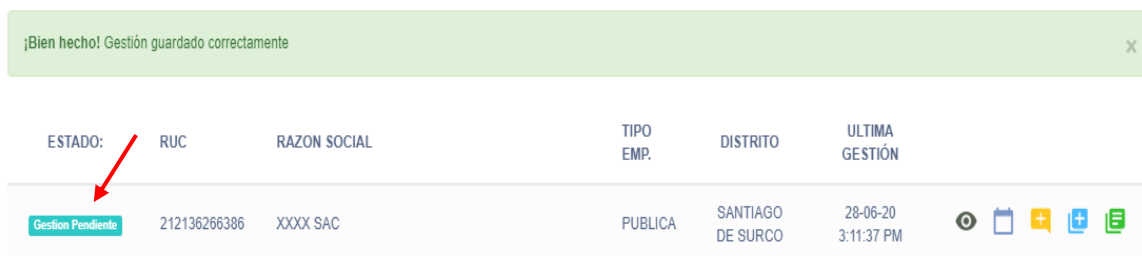 ¡Bien hecho! Gestión guardado correctamente
ESTADO: RUC RAZON SOCIAL TIPO EMP. DISTRITO ULTIMA GESTIÓN
Gestion Pendiente 212136266386 XXXX SAC PUBLICA SANTIAGO DE SURCO 28-06-20 3:11:37 PM